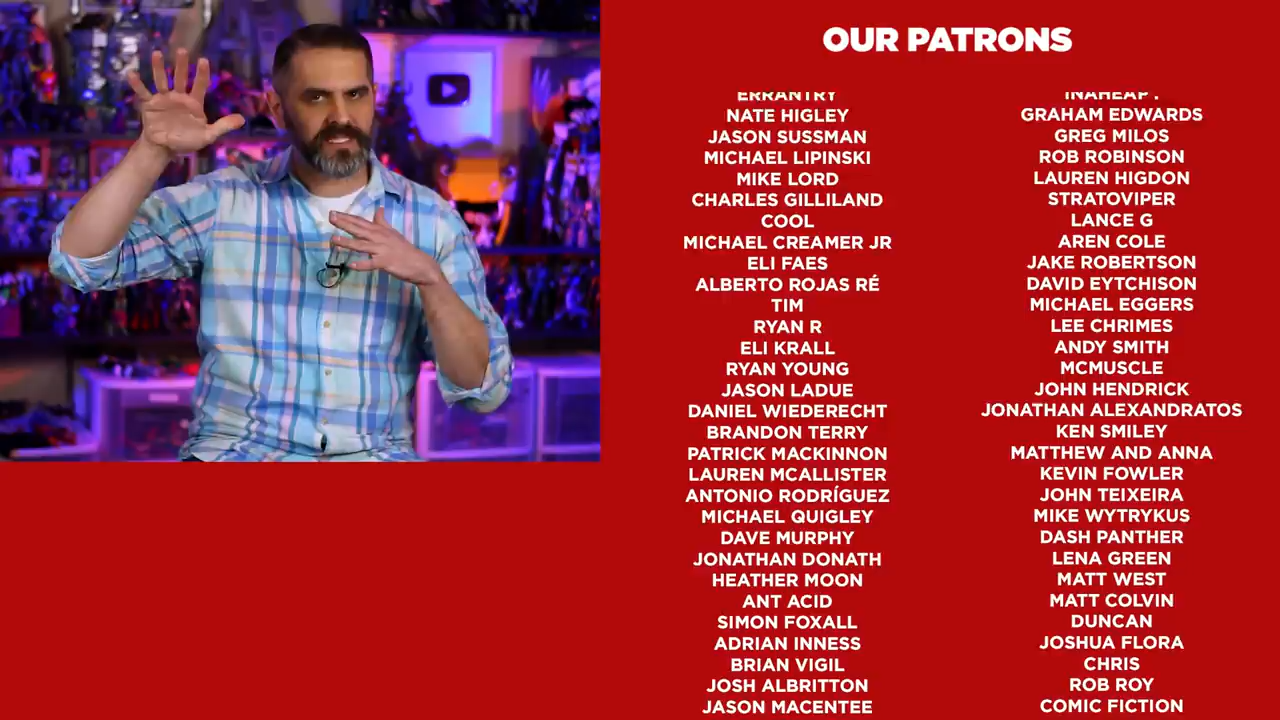 OUR PATRONS
ERRANTRY
NATE HIGLEY
JASON SUSSMAN
MICHAEL LIPINSKI
MIKE LORD
CHARLES GILLILAND
COOL
MICHAEL CREAMER JR
ELI FAES
ALBERTO ROJAS RÉ
TIM
RYAN R
ELI KRALL
RYAN YOUNG
JASON LADUE
DANIEL WIEDERECHT
BRANDON TERRY
PATRICK MACKINNON
LAUREN MCALLISTER
ANTONIO RODRÍGUEZ
MICHAEL QUIGLEY
DAVE MURPHY
JONATHAN DONATH
HEATHER MOON
ANT ACID
SIMON FOXALL
ADRIAN INNESS
BRIAN VIGIL
JOSH ALBRITTON
JASON MACENTEE
INAHEAP .
GRAHAM EDWARDS
GREG MILOS
ROB ROBINSON
LAUREN HIGDON
STRATOVIPER
LANCE G
AREN COLE
JAKE ROBERTSON
DAVID EYTCHISON
MICHAEL EGGERS
LEE CHRIMES
ANDY SMITH
MCMUSCLE
JOHN HENDRICK
JONATHAN ALEXANDRATOS
KEN SMILEY
MATTHEW AND ANNA
KEVIN FOWLER
JOHN TEIXEIRA
MIKE WYTRYKUS
DASH PANTHER
LENA GREEN
MATT WEST
MATT COLVIN
DUNCAN
JOSHUA FLORA
CHRIS
ROB ROY
COMIC FICTION